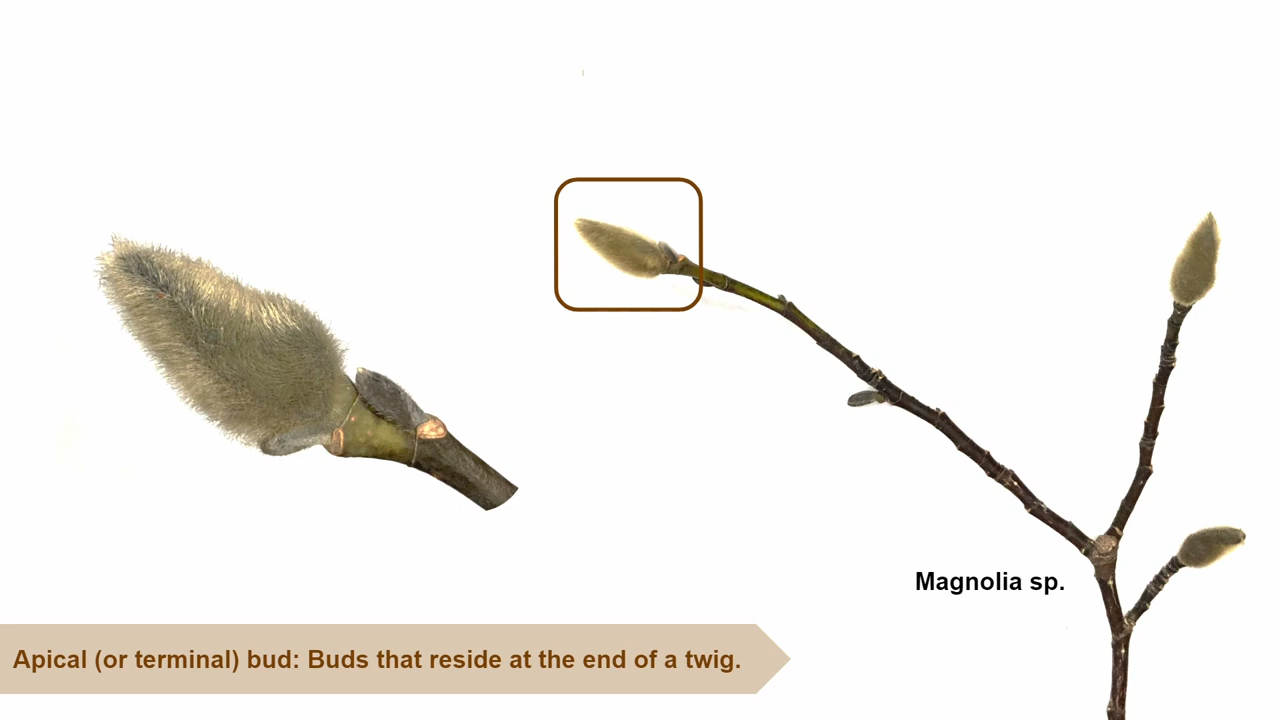 Magnolia sp.
Apical (or terminal) bud: Buds that reside at the end of a twig.